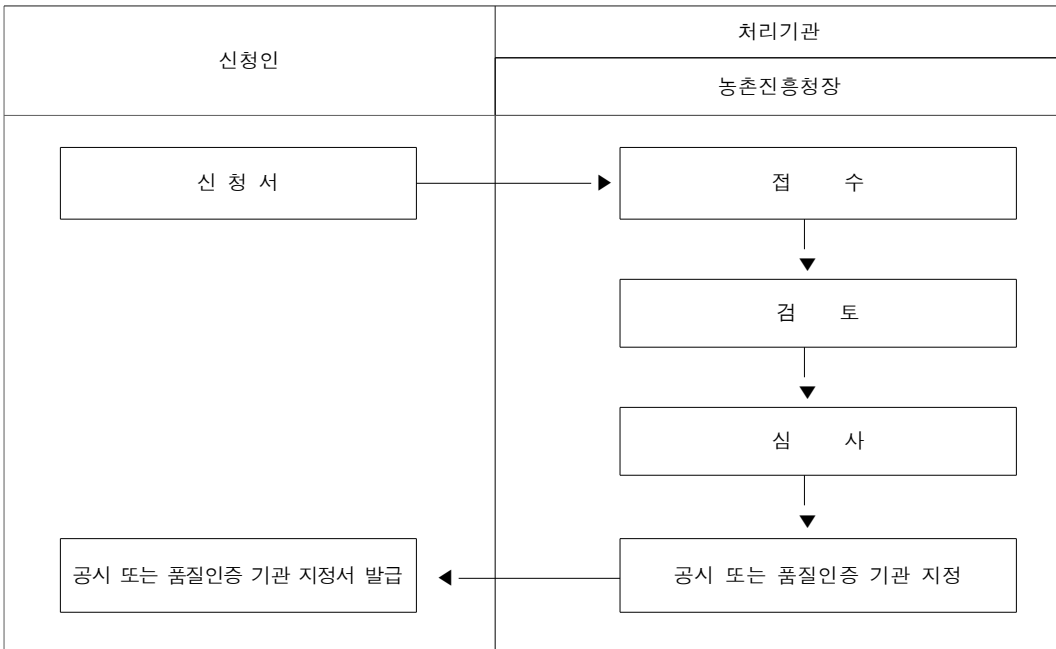 신청인
처리기관
농촌진흥청장
신 청 서
접 수
검 토
심 사
공시 또는 품질인증 기관 지정서 발급
공시 또는 품질인증 기관 지정